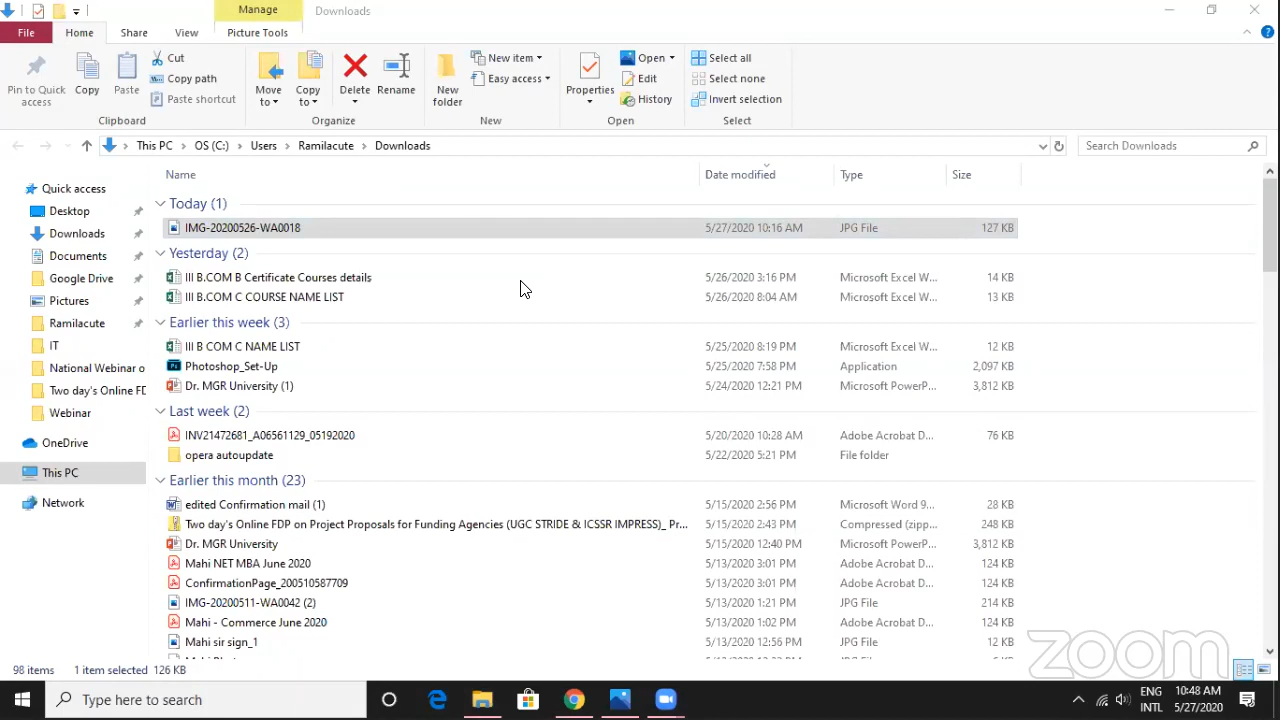 Manage Downloads
File Home Share View Picture Tools
Pin to Quick access
Copy
Paste
Cut
Copy path
Paste shortcut
Clipboard
Move to
Copy to
Delete
Rename
Organize
New folder
New item
Easy access
New
Properties
Open
Edit
History
Open
Select all
Select none
Invert selection
Select
This PC OS (C:) Users Ramilacute Downloads Search Downloads
Name Date modified Type Size
Quick access
Desktop
Downloads
Documents
Google Drive
Pictures
Ramilacute
IT
National Webinar o
Two day's Online FD
Webinar
OneDrive
This PC
Network
Today (1)
IMG-20200526-WA0018 5/27/2020 10:16 AM JPG File 127 KB
Yesterday (2)
III B.COM B Certificate Courses details 5/26/2020 3:16 PM Microsoft Excel W... 14 KB
III B.COM C COURSE NAME LIST 5/26/2020 8:04 AM Microsoft Excel W... 13 KB
Earlier this week (3)
III B COM C NAME LIST 5/25/2020 8:19 PM Microsoft Excel W... 12 KB
Photoshop_Set-Up 5/25/2020 7:58 PM Application 2,097 KB
Dr. MGR University (1) 5/24/2020 12:21 PM Microsoft PowerP... 3,812 KB
Last week (2)
INV21472681_A06561129_05192020 5/20/2020 10:28 AM Adobe Acrobat D... 76 KB
opera autoupdate 5/22/2020 5:21 PM File folder
Earlier this month (23)
edited Confirmation mail (1) 5/15/2020 2:56 PM Microsoft Word 9... 28 KB
Two day's Online FDP on Project Proposals for Funding Agencies (UGC STRIDE & ICSSR IMPRESS)_ Pr... 5/15/2020 2:43 PM Compressed (zipp... 248 KB
Dr. MGR University 5/15/2020 12:40 PM Microsoft PowerP... 3,812 KB
Mahi NET MBA June 2020 5/13/2020 3:01 PM Adobe Acrobat D... 124 KB
ConfirmationPage_200510587709 5/13/2020 3:01 PM Adobe Acrobat D... 124 KB
IMG-20200511-WA0042 (2) 5/13/2020 1:21 PM JPG File 214 KB
Mahi - Commerce June 2020 5/13/2020 1:02 PM Adobe Acrobat D... 124 KB
Mahi sir sign_1 5/13/2020 12:56 PM JPG File 12 KB
zoom
98 items 1 item selected 126 KB
Type here to search
ENG
INTL
10:48 AM
5/27/2020